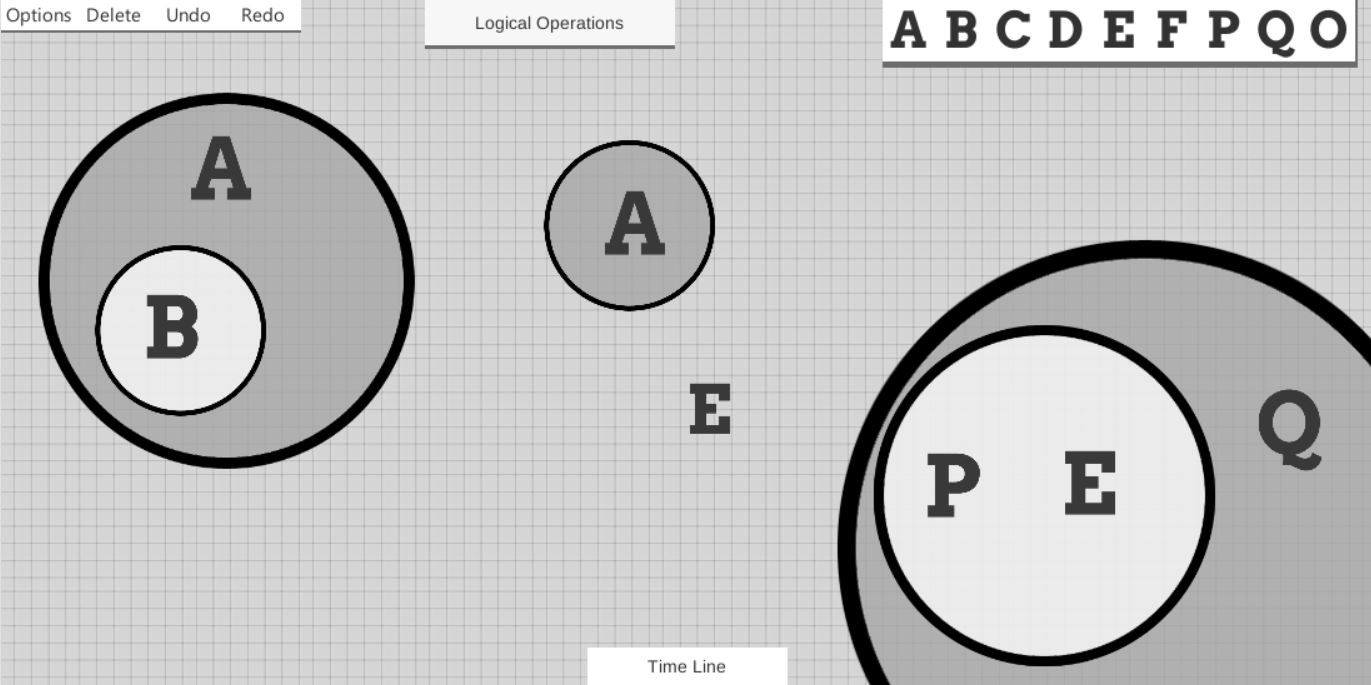 Options Delete Undo Redo
Logical Operations
A B C D E F P Q O
A
B
A
E
Q
P E
Time Line